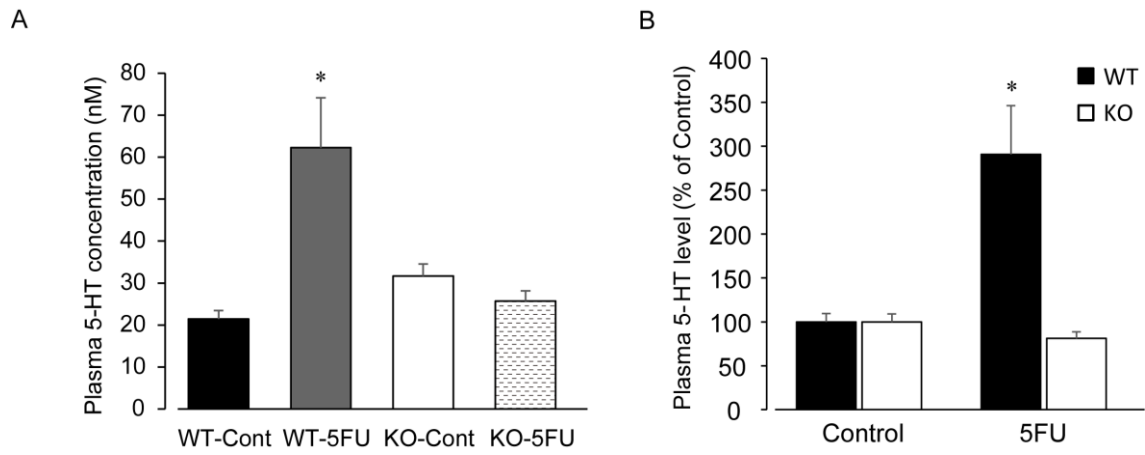 A
Plasma 5-HT concentration (nM)
80
70
60
50
40
30
20
10
0
*
WT-Cont WT-5FU KO-Cont KO-5FU
B
Plasma 5-HT level (% of Control)
400
350
300
250
200
150
100
50
0
*
WT
KO
Control 5FU